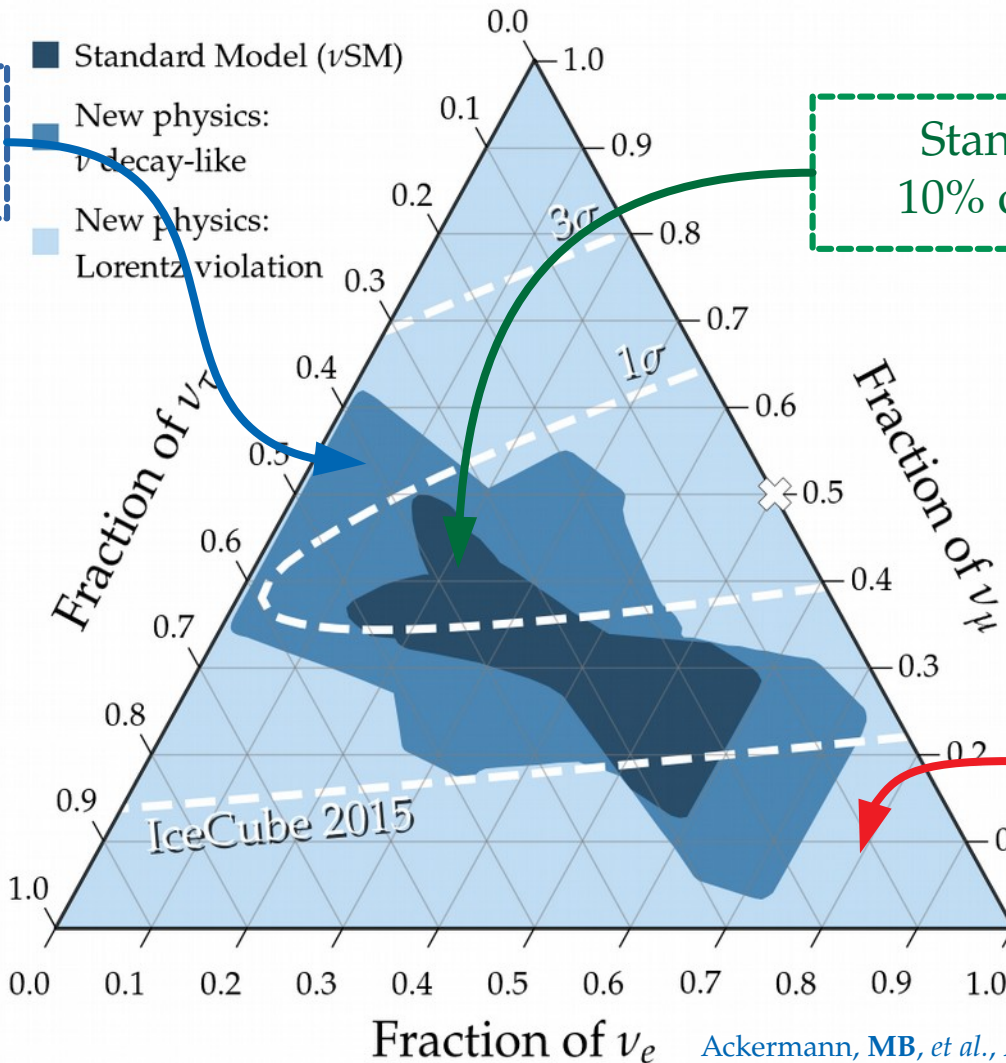 Standard Model (νSM)
New physics:
ν decay-like
New physics:
Lorentz violation
10% 
Fraction of ν_τ
0.0
0.1
0.2
0.3
0.4
0.5
0.6
0.7
0.8
0.9
1.0
1.0
0.9
0.8
0.7
0.6
0.5
0.4
0.3
0.2
Fraction of ν_μ
3σ
1σ
IceCube 2015
0.0
0.1
0.2
0.3
0.4
0.5
0.6
0.7
0.8
0.9
1.0
Fraction of ν_e
Ackermann, MB, et al.,